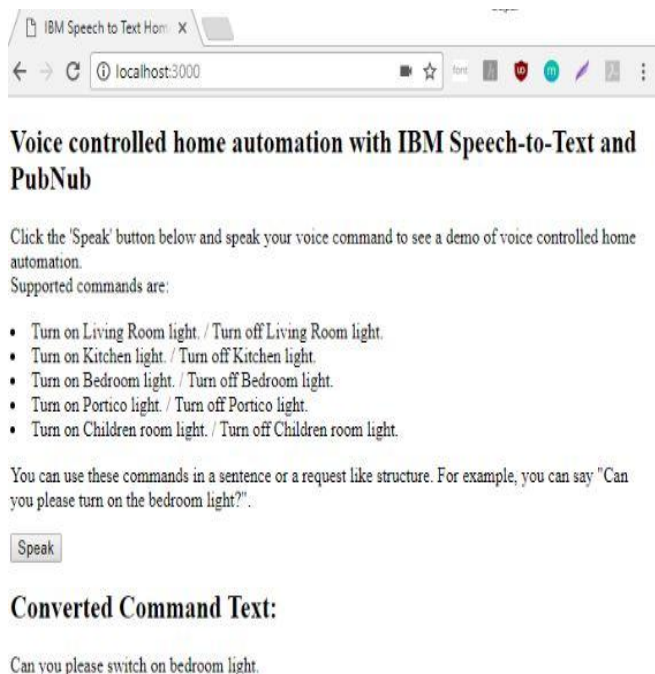 IBM Speech to Text Hom
localhost:3000
Voice controlled home automation with IBM Speech-to-Text and
PubNub
Click the 'Speak' button below and speak your voice command to see a demo of voice controlled home
automation.
Supported commands are:
Turn on Living Room light. / Turn off Living Room light.
Turn on Kitchen light. / Turn off Kitchen light.
Turn on Bedroom light. / Turn off Bedroom light.
Turn on Portico light. / Turn off Portico light.
Turn on Children room light. / Turn off Children room light.
You can use these commands in a sentence or a request like structure. For example, you can say "Can
you please turn on the bedroom light?".
Speak
Converted Command Text:
Can you please switch on bedroom light.